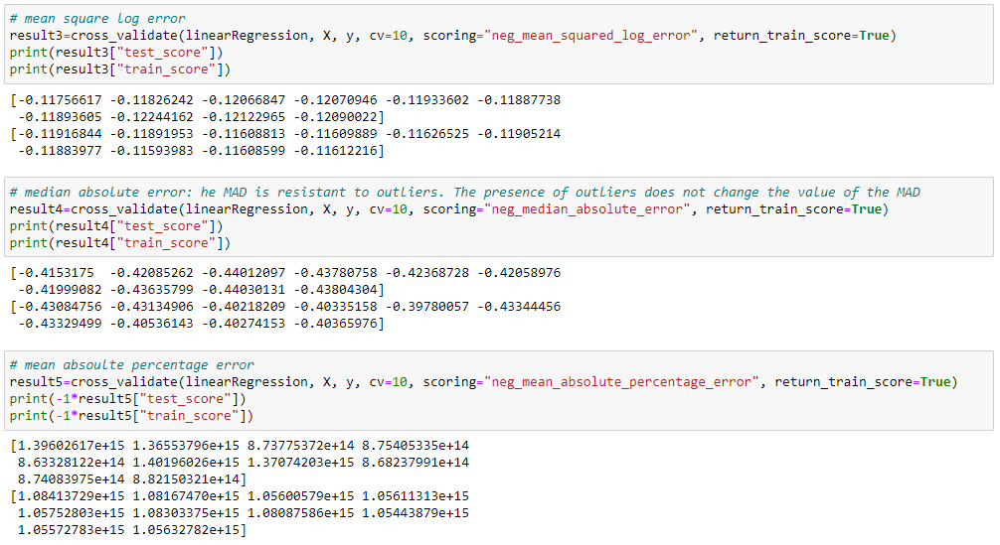 # mean square log error
result3=cross_validate(linearRegression, X, y, cv=10, scoring="neg_mean_squared_log_error", return_train_score=True)
print(result3["test_score"])
print(result3["train_score"])
[-0.11756617 -0.11826242 -0.12066847 -0.12070946 -0.11933602 -0.11887738
 -0.11893605 -0.12244162 -0.12122965 -0.12090022]
[-0.11916844 -0.11891953 -0.11608813 -0.11609889 -0.11626525 -0.11905214
 -0.11883977 -0.11593983 -0.11608599 -0.11612216]
# median absolute error: he MAD is resistant to outliers. The presence of outliers does not change the value of the MAD
result4=cross_validate(linearRegression, X, y, cv=10, scoring="neg_median_absolute_error", return_train_score=True)
print(result4["test_score"])
print(result4["train_score"])
[-0.4153175  -0.42085262 -0.44012097 -0.43780758 -0.42368728 -0.42058976
 -0.41999082 -0.43635799 -0.44030131 -0.43804304]
[-0.43084756 -0.43134906 -0.40218209 -0.40335158 -0.39780057 -0.43344456
 -0.43329499 -0.40536143 -0.40274153 -0.40365976]
# mean absoulte percentage error
result5=cross_validate(linearRegression, X, y, cv=10, scoring="neg_mean_absolute_percentage_error", return_train_score=True)
print(-1*result5["test_score"])
print(-1*result5["train_score"])
[1.39602617e+15 1.36553796e+15 8.73775372e+14 8.75405335e+14
 8.63328122e+14 1.40196026e+15 1.37074203e+15 8.68237991e+14
 8.74083975e+14 8.82150321e+14]
[1.08413729e+15 1.08167470e+15 1.05600579e+15 1.05611313e+15
 1.05752803e+15 1.08303375e+15 1.08087586e+15 1.05443879e+15
 1.05572783e+15 1.05632782e+15]